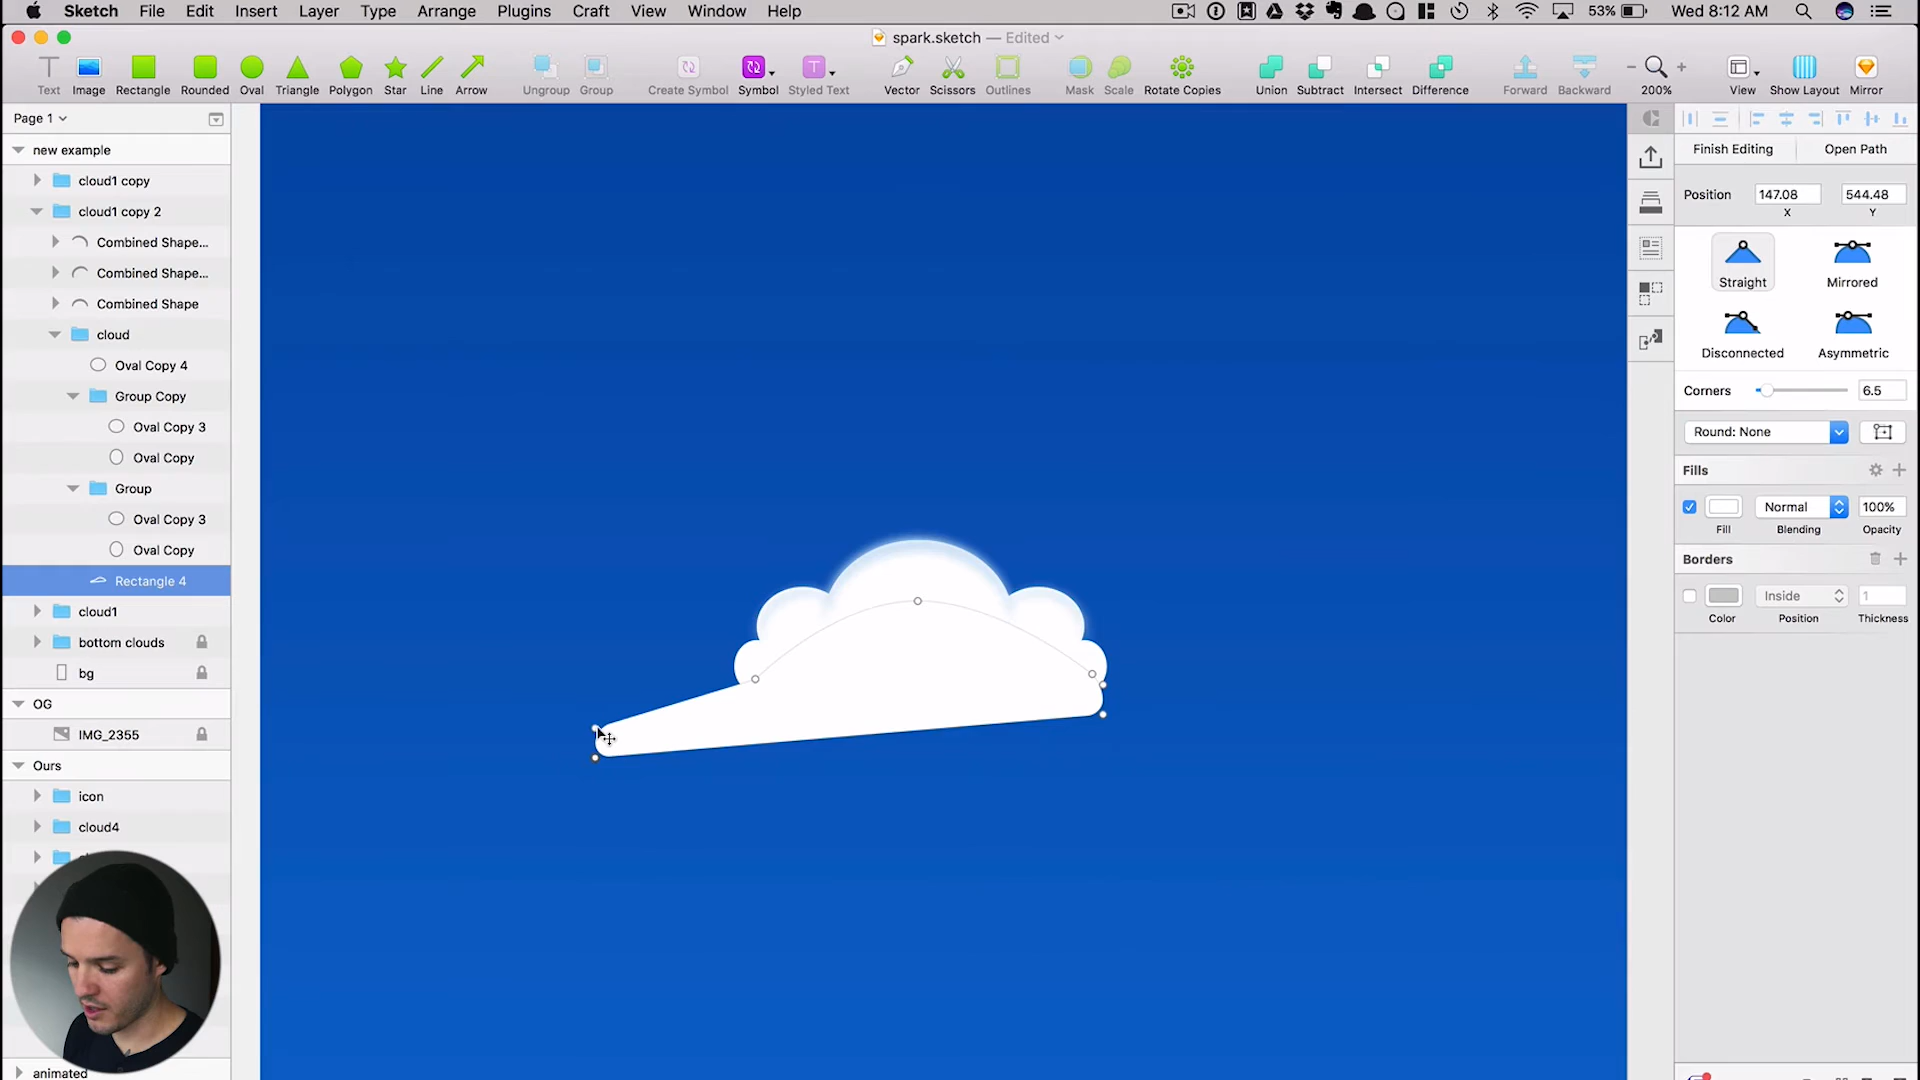 Sketch File Edit Insert Layer Type Arrange Plugins Craft View Window Help 53% Wed 8:12 AM
spark.sketch — Edited
Text Image Rectangle Rounded Oval Triangle Polygon Star Line Arrow Ungroup Group Create Symbol Symbol Styled Text Vector Scissors Outlines Mask Scale Rotate Copies Union Subtract Intersect Difference Forward Backward 200% View Show Layout Mirror
Page 1
new example
cloud1 copy
cloud1 copy 2
Combined Shape...
Combined Shape...
Combined Shape
cloud
Oval Copy 4
Group Copy
Oval Copy 3
Oval Copy
Group
Oval Copy 3
Oval Copy
Rectangle 4
cloud1
bottom clouds
bg
OG
IMG_2355
Ours
icon
cloud4
animated
Finish Editing Open Path
Position 147.08 544.48
X Y
Straight Mirrored
Disconnected Asymmetric
Corners 6.5
Round: None
Fills
Normal 100%
Fill Blending Opacity
Borders
Inside 1
Color Position Thickness